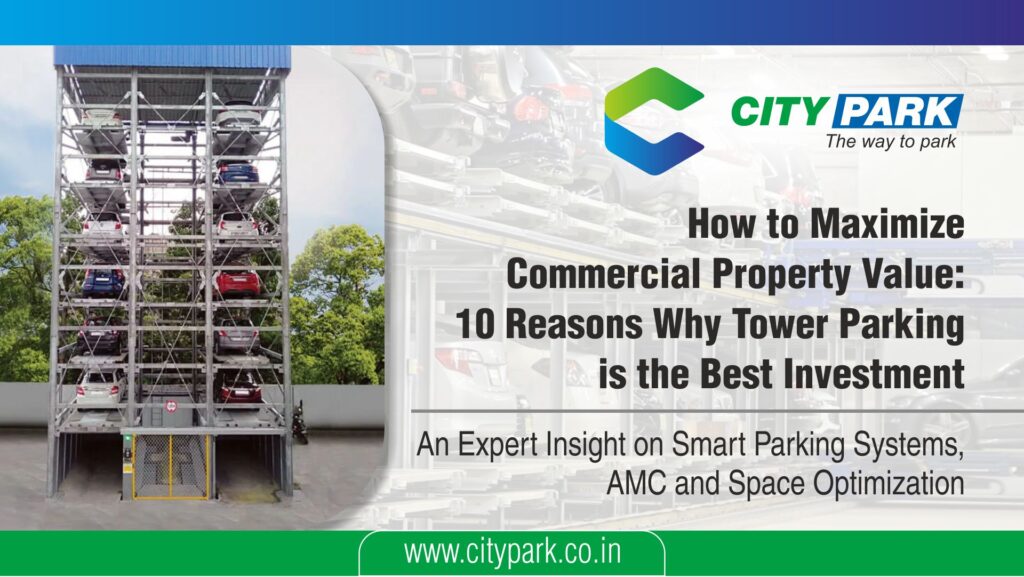 CITY PARK
The way to park
How to Maximize
Commercial Property Value:
10 Reasons Why Tower Parking
is the Best Investment
An Expert Insight on Smart Parking Systems,
AMC and Space Optimization
www.citypark.co.in